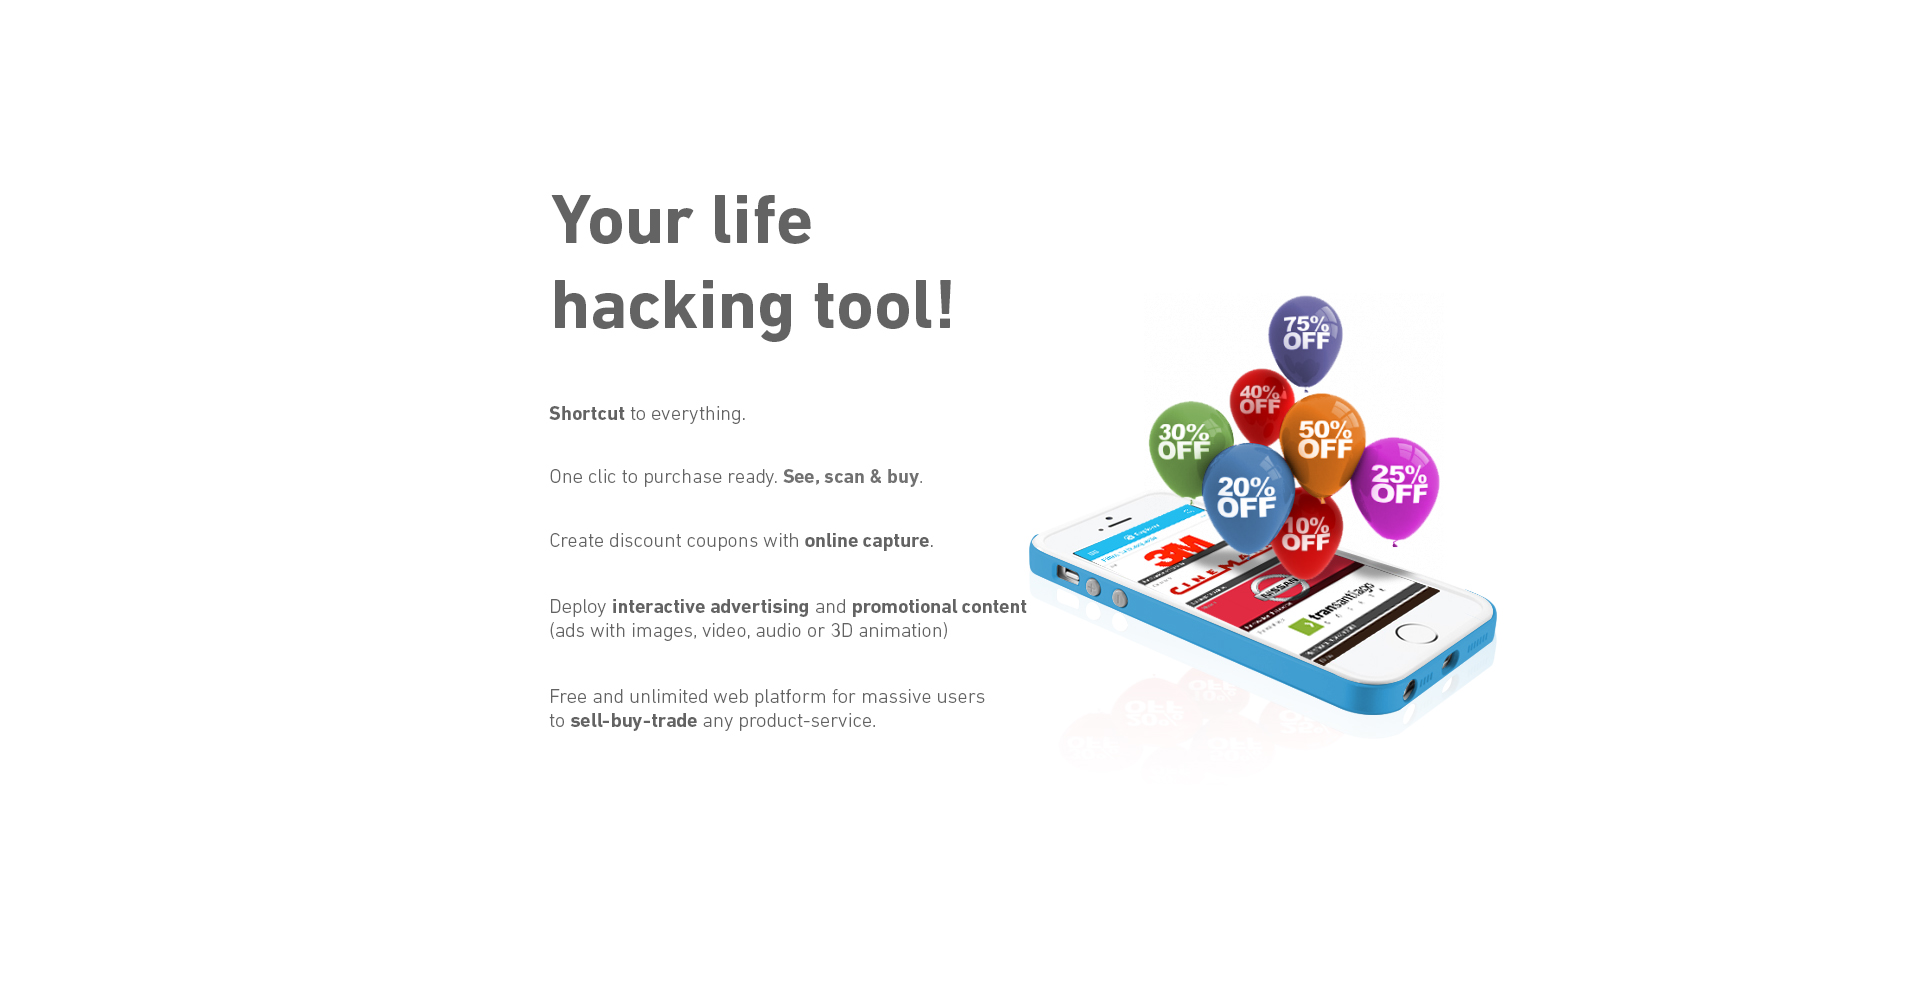 Your life
hacking tool!
Shortcut to everything.
One clic to purchase ready. See, scan & buy.
Create discount coupons with online capture.
Deploy interactive advertising and promotional content
(ads with images, video, audio or 3D animation)
Free and unlimited web platform for massive users
to sell-buy-trade any product-service.
75%
OFF
40%
OFF
30%
OFF
50%
OFF
25%
OFF
20%
OFF
10%
OFF
3M
CINEMA
NISSAN
transantiago